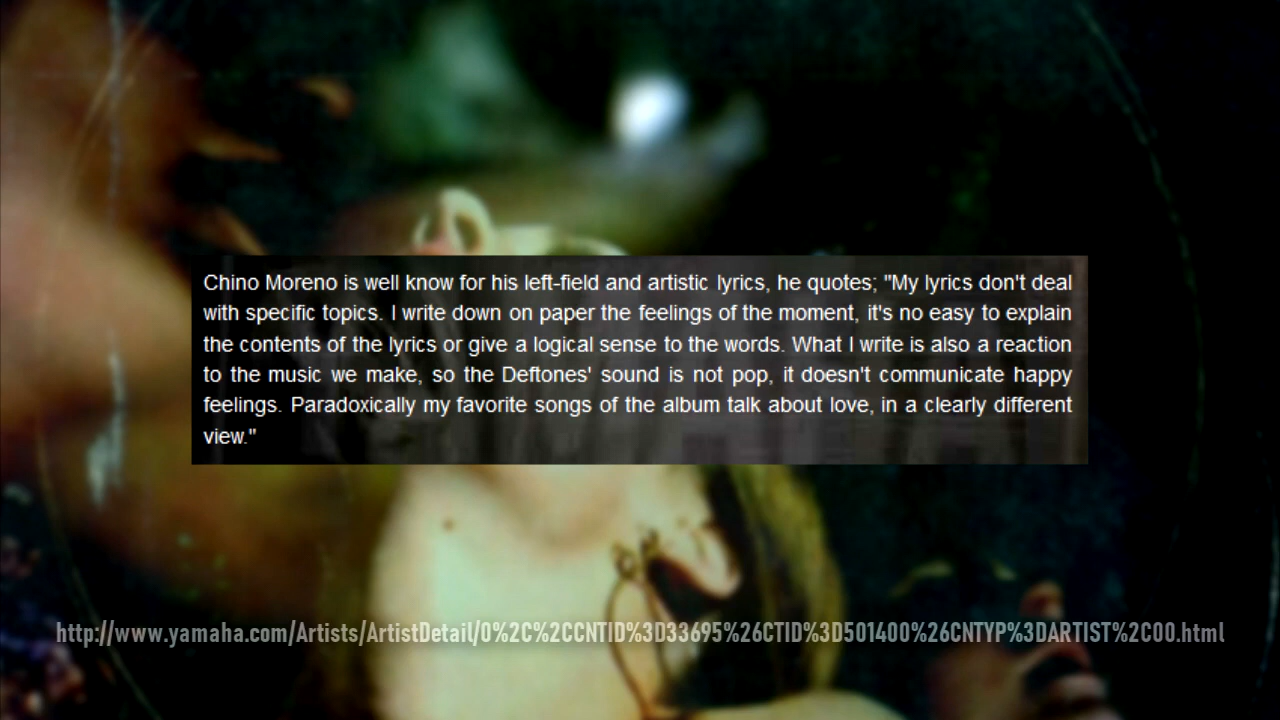 Chino Moreno is well know for his left-field and artistic lyrics, he quotes; "My lyrics don't deal
with specific topics. I write down on paper the feelings of the moment, it's no easy to explain
the contents of the lyrics or give a logical sense to the words. What I write is also a reaction
to the music we make, so the Deftones' sound is not pop, it doesn't communicate happy
feelings. Paradoxically my favorite songs of the album talk about love, in a clearly different
view."
http://www.yamaha.com/Artists/ArtistDetail/0%2C%2CCNTID%3D33695%26CTID%3D501400%26CNTYP%3DARTIST%2C00.html